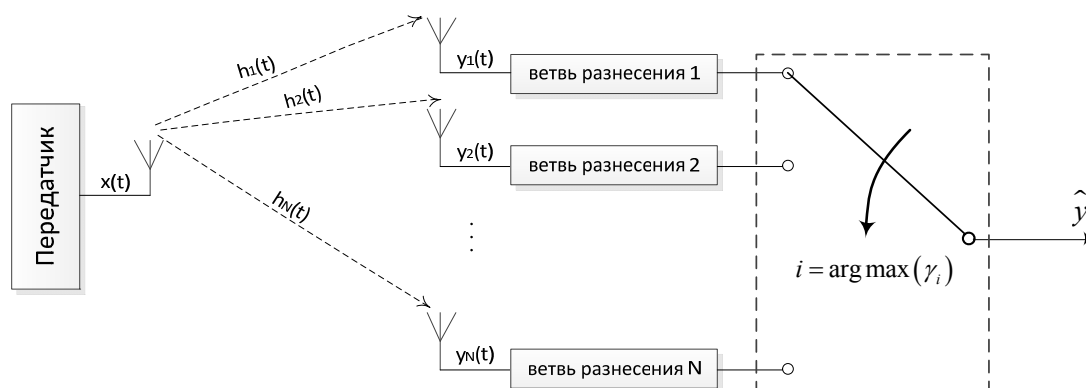 Передатчик
x(t)
h₁(t)
h₂(t)
hN(t)
y₁(t)
ветвь разнесения 1
y₂(t)
ветвь разнесения 2
⋮
yN(t)
ветвь разнесения N
i = arg max(γᵢ)
ŷ